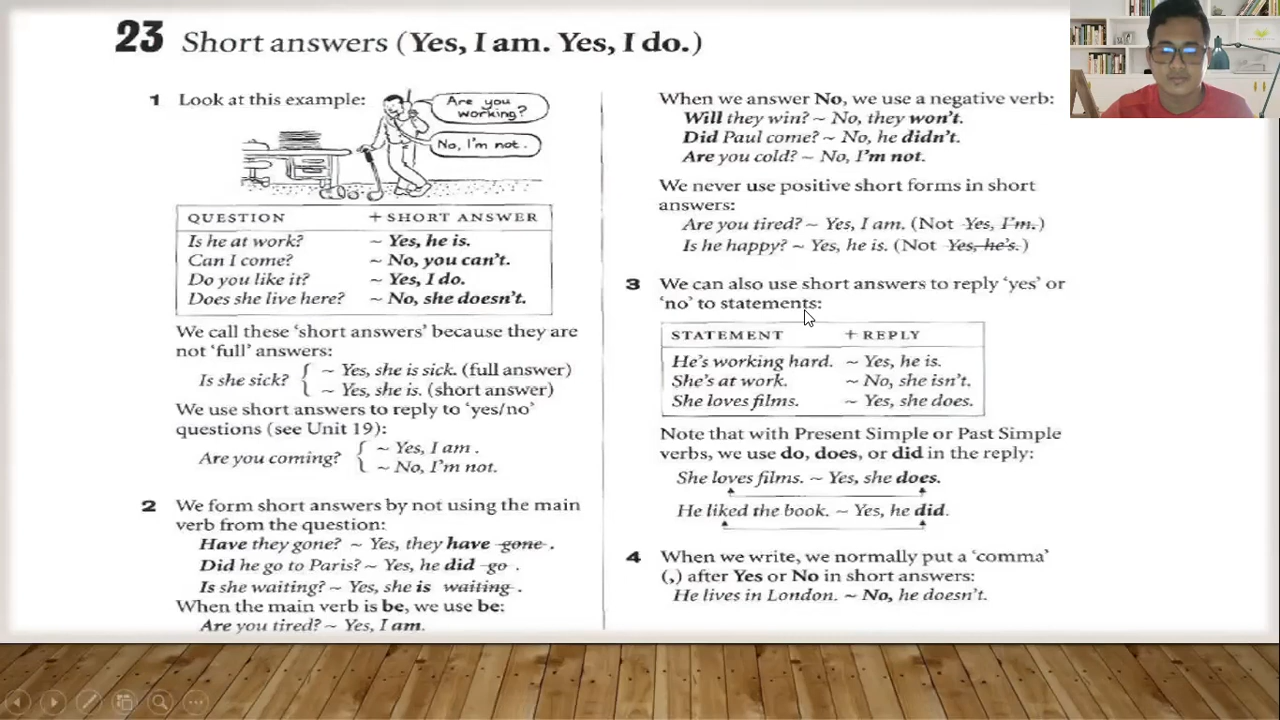 23 Short answers (Yes, I am. Yes, I do.)
1 Look at this example:
Are you
working?
No, I'm not.
QUESTION + SHORT ANSWER
Is he at work? ~ Yes, he is.
Can I come? ~ No, you can't.
Do you like it? ~ Yes, I do.
Does she live here? ~ No, she doesn't.
We call these 'short answers' because they are
not 'full' answers:
Is she sick? { ~ Yes, she is sick. (full answer)
~ Yes, she is. (short answer)
We use short answers to reply to 'yes/no'
questions (see Unit 19):
Are you coming? { ~ Yes, I am .
~ No, I'm not.
2 We form short answers by not using the main
verb from the question:
Have they gone? ~ Yes, they have gone .
Did he go to Paris? ~ Yes, he did go .
Is she waiting? ~ Yes, she is waiting .
When the main verb is be, we use be:
Are you tired? ~ Yes, I am.
When we answer No, we use a negative verb:
Will they win? ~ No, they won't.
Did Paul come? ~ No, he didn't.
Are you cold? ~ No, I'm not.
We never use positive short forms in short
answers:
Are you tired? ~ Yes, I am. (Not Yes, I'm.)
Is he happy? ~ Yes, he is. (Not Yes, he's.)
3 We can also use short answers to reply 'yes' or
'no' to statements:
STATEMENT + REPLY
He's working hard. ~ Yes, he is.
She's at work. ~ No, she isn't.
She loves films. ~ Yes, she does.
Note that with Present Simple or Past Simple
verbs, we use do, does, or did in the reply:
She loves films. ~ Yes, she does.
He liked the book. ~ Yes, he did.
4 When we write, we normally put a 'comma'
(,) after Yes or No in short answers:
He lives in London. ~ No, he doesn't.